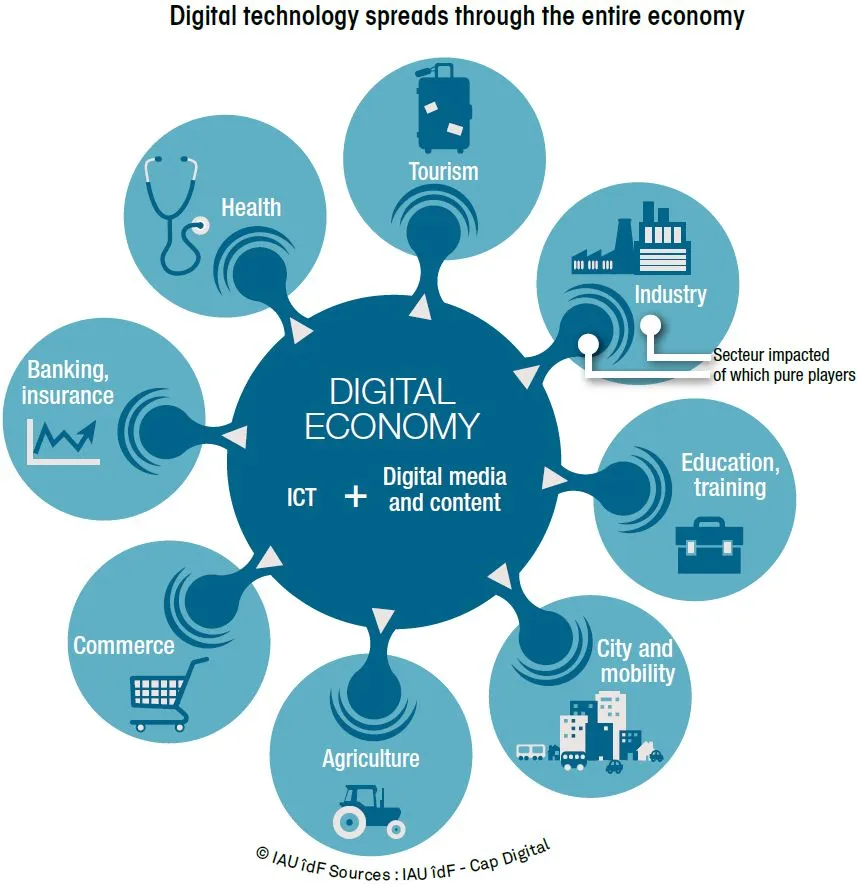 Digital technology spreads through the entire economy
Tourism
Health
Industry
Secteur impacted
of which pure players
Banking,
insurance
DIGITAL
ECONOMY
ICT + Digital media
and content
Education,
training
Commerce
City and
mobility
Agriculture
© IAU îdF Sources : IAU îdF - Cap Digital